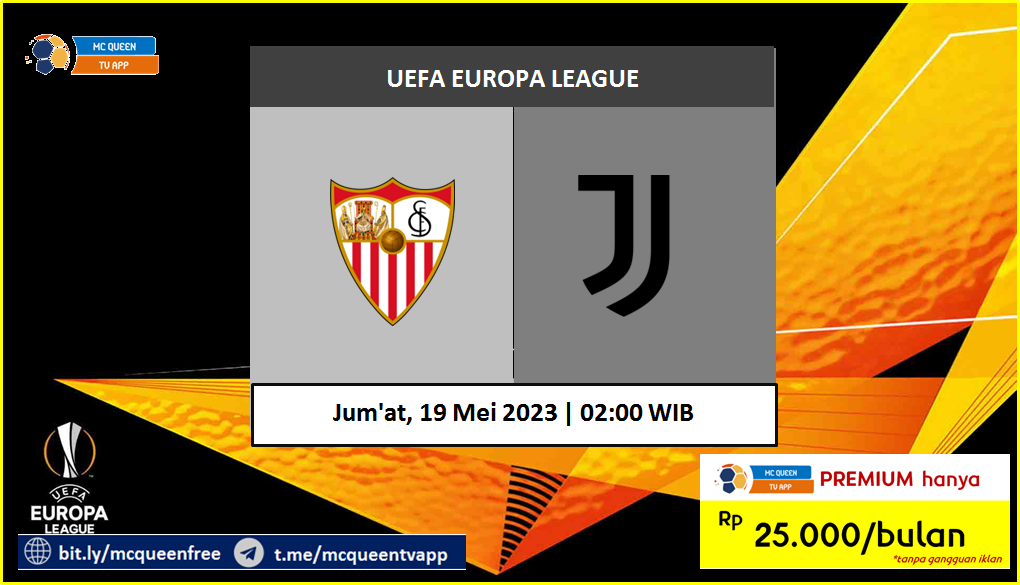 MC QUEEN
TV APP
UEFA EUROPA LEAGUE
Jum'at, 19 Mei 2023 | 02:00 WIB
UEFA
EUROPA
LEAGUE
bit.ly/mcqueenfree t.me/mcqueentvapp
MC QUEEN
TV APP
PREMIUM hanya
Rp 25.000/bulan
*tanpa gangguan iklan